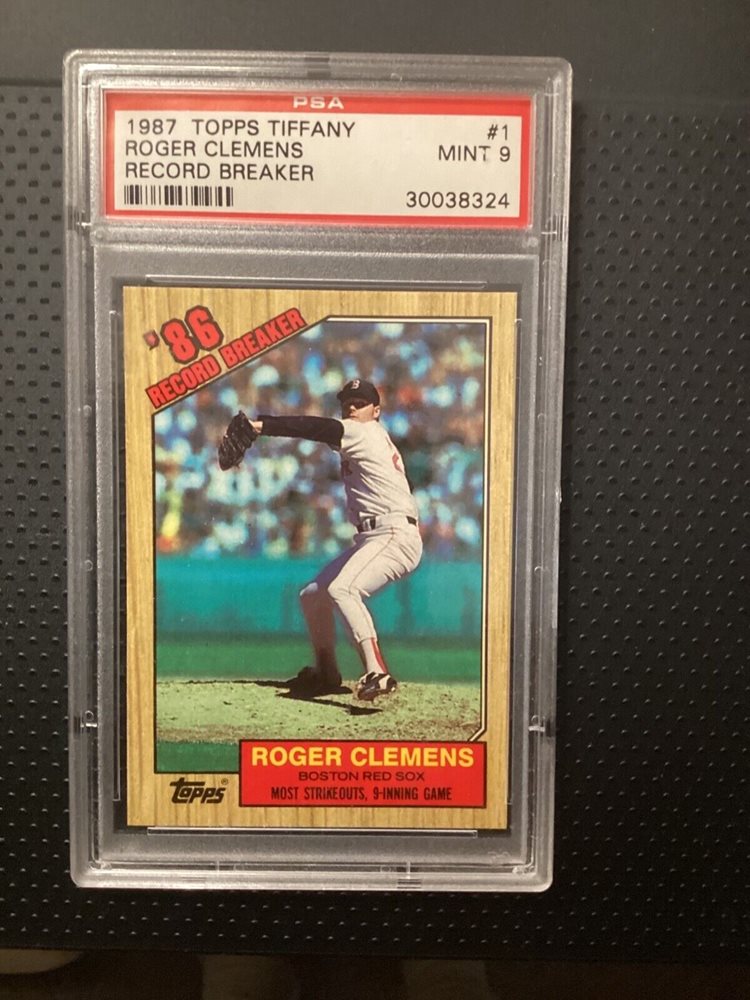 PSA
1987 TOPPS TIFFANY #1
ROGER CLEMENS MINT 9
RECORD BREAKER
30038324
'86
RECORD BREAKER
B
ROGER CLEMENS
BOSTON RED SOX
topps®
MOST STRIKEOUTS, 9-INNING GAME